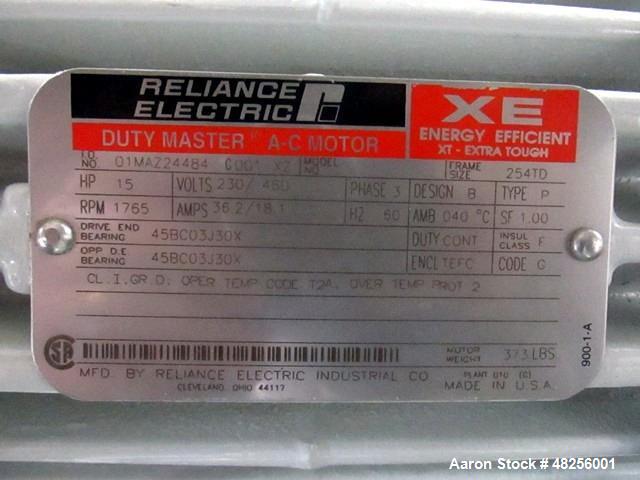 RELIANCE
ELECTRIC
XE
ENERGY EFFICIENT
XT - EXTRA TOUGH
DUTY MASTER A-C MOTOR
I.D. NO. 01MAZ24484 G001 XZ MODEL NO. FRAME SIZE 254TD
HP 15 VOLTS 230/460 PHASE 3 DESIGN B TYPE P
RPM 1765 AMPS 36.2/18.1 HZ 60 AMB 040 °C SF 1.00
DRIVE END BEARING 45BC03J30X DUTY CONT INSUL CLASS F
OPP D.E BEARING 45BC03J30X ENCL TEFC CODE G
CL.I.GR.D; OPER TEMP CODE T2A, OVER TEMP PROT 2
SA MOTOR WEIGHT 373LBS
MFD. BY RELIANCE ELECTRIC INDUSTRIAL CO
CLEVELAND, OHIO 44117
MADE IN U.S.A.
900-1-A
Aaron Stock # 48256001